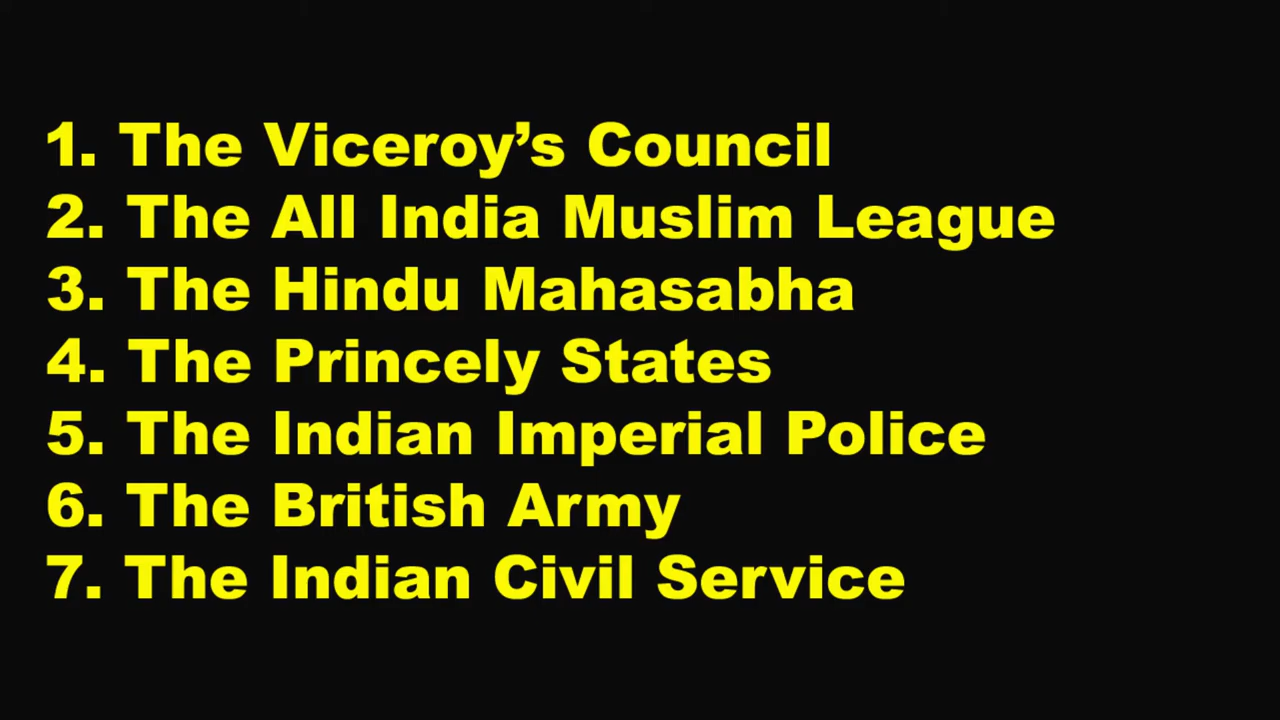 1. The Viceroy’s Council
2. The All India Muslim League
3. The Hindu Mahasabha
4. The Princely States
5. The Indian Imperial Police
6. The British Army
7. The Indian Civil Service